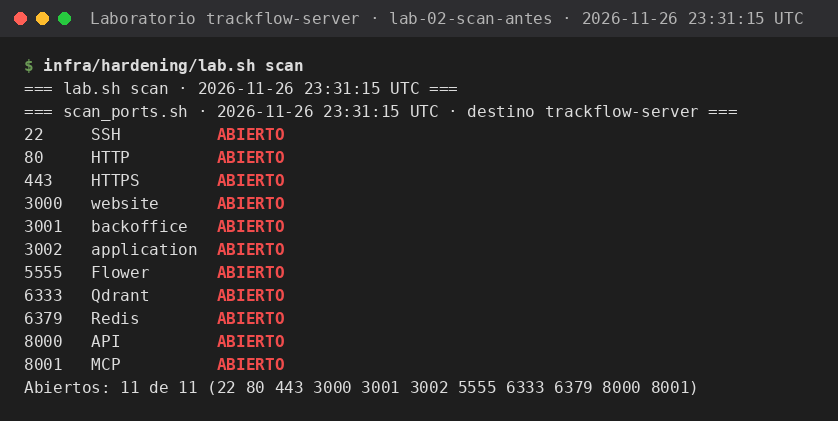 Laboratorio trackflow-server · lab-02-scan-antes · 2026-11-26 23:31:15 UTC
$ infra/hardening/lab.sh scan
=== lab.sh scan · 2026-11-26 23:31:15 UTC ===
=== scan_ports.sh · 2026-11-26 23:31:15 UTC · destino trackflow-server ===
22 SSH ABIERTO
80 HTTP ABIERTO
443 HTTPS ABIERTO
3000 website ABIERTO
3001 backoffice ABIERTO
3002 application ABIERTO
5555 Flower ABIERTO
6333 Qdrant ABIERTO
6379 Redis ABIERTO
8000 API ABIERTO
8001 MCP ABIERTO
Abiertos: 11 de 11 (22 80 443 3000 3001 3002 5555 6333 6379 8000 8001)